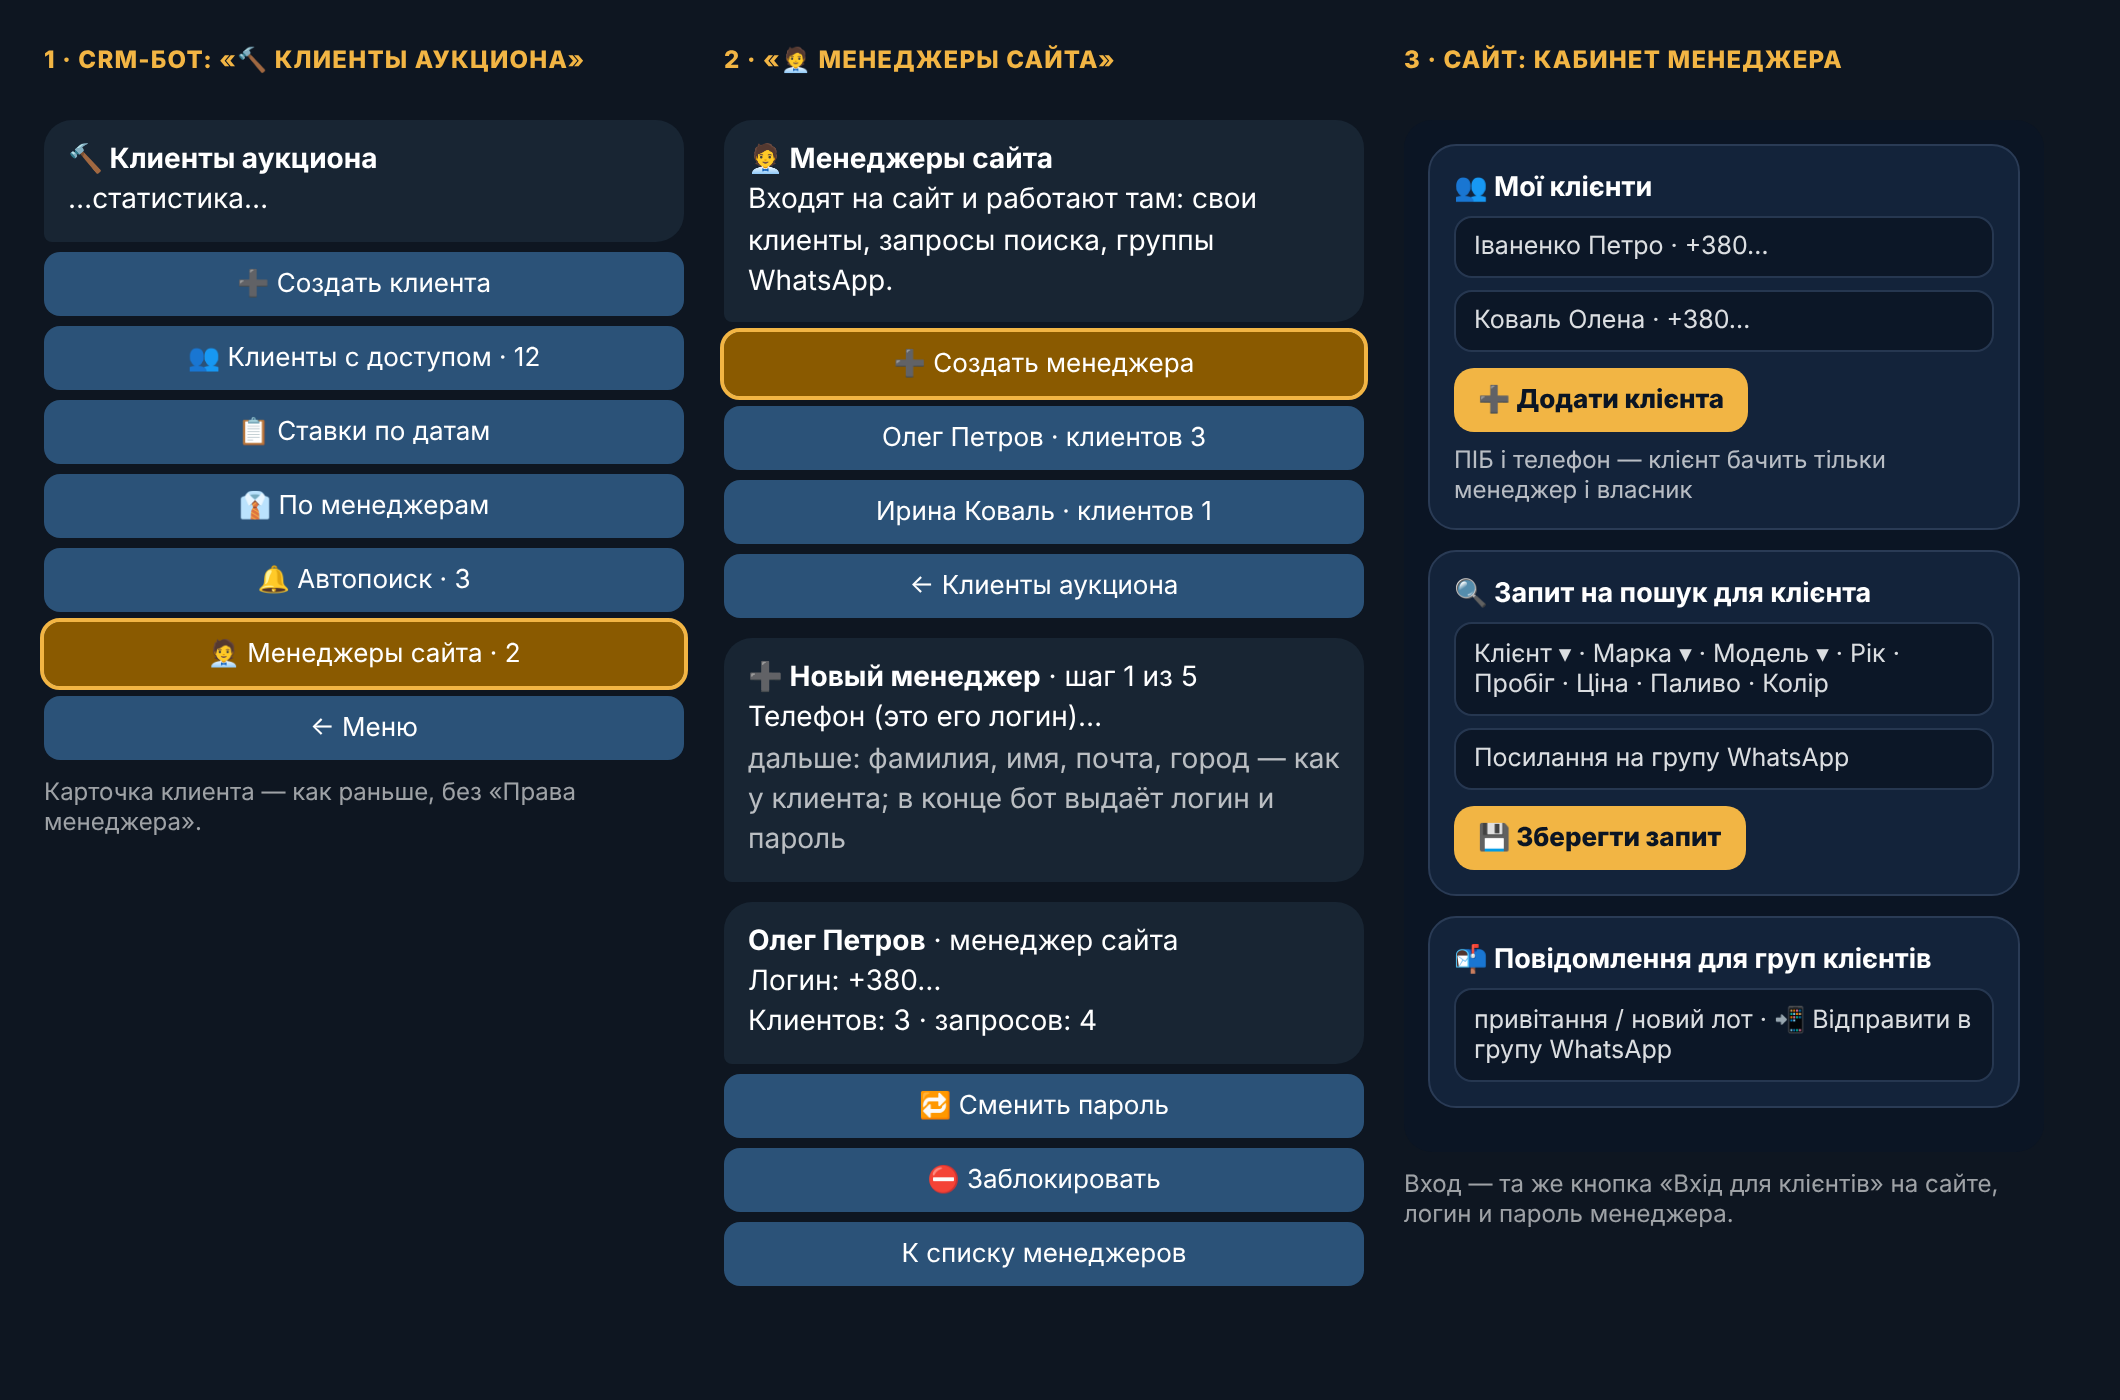 1 · CRM-БОТ: «🔨 КЛИЕНТЫ АУКЦИОНА»
🔨 Клиенты аукциона
...статистика...
➕ Создать клиента
👥 Клиенты с доступом · 12
📋 Ставки по датам
👔 По менеджерам
🔔 Автопоиск · 3
🧑‍💼 Менеджеры сайта · 2
← Меню
Карточка клиента — как раньше, без «Права
менеджера».
2 · «🧑‍💼 МЕНЕДЖЕРЫ САЙТА»
🧑‍💼 Менеджеры сайта
Входят на сайт и работают там: свои
клиенты, запросы поиска, группы
WhatsApp.
➕ Создать менеджера
Олег Петров · клиентов 3
Ирина Коваль · клиентов 1
← Клиенты аукциона
➕ Новый менеджер · шаг 1 из 5
Телефон (это его логин)...
дальше: фамилия, имя, почта, город — как
у клиента; в конце бот выдаёт логин и
пароль
Олег Петров · менеджер сайта
Логин: +380...
Клиентов: 3 · запросов: 4
🔁 Сменить пароль
⛔ Заблокировать
К списку менеджеров
3 · САЙТ: КАБИНЕТ МЕНЕДЖЕРА
👥 Мої клієнти
Іваненко Петро · +380...
Коваль Олена · +380...
➕ Додати клієнта
ПІБ і телефон — клієнт бачить тільки
менеджер і власник
🔍 Запит на пошук для клієнта
Клієнт ▾ · Марка ▾ · Модель ▾ · Рік ·
Пробіг · Ціна · Паливо · Колір
Посилання на групу WhatsApp
💾 Зберегти запит
📬 Повідомлення для груп клієнтів
привітання / новий лот · 📲 Відправити в
групу WhatsApp
Вход — та же кнопка «Вхід для клієнтів» на сайте,
логин и пароль менеджера.